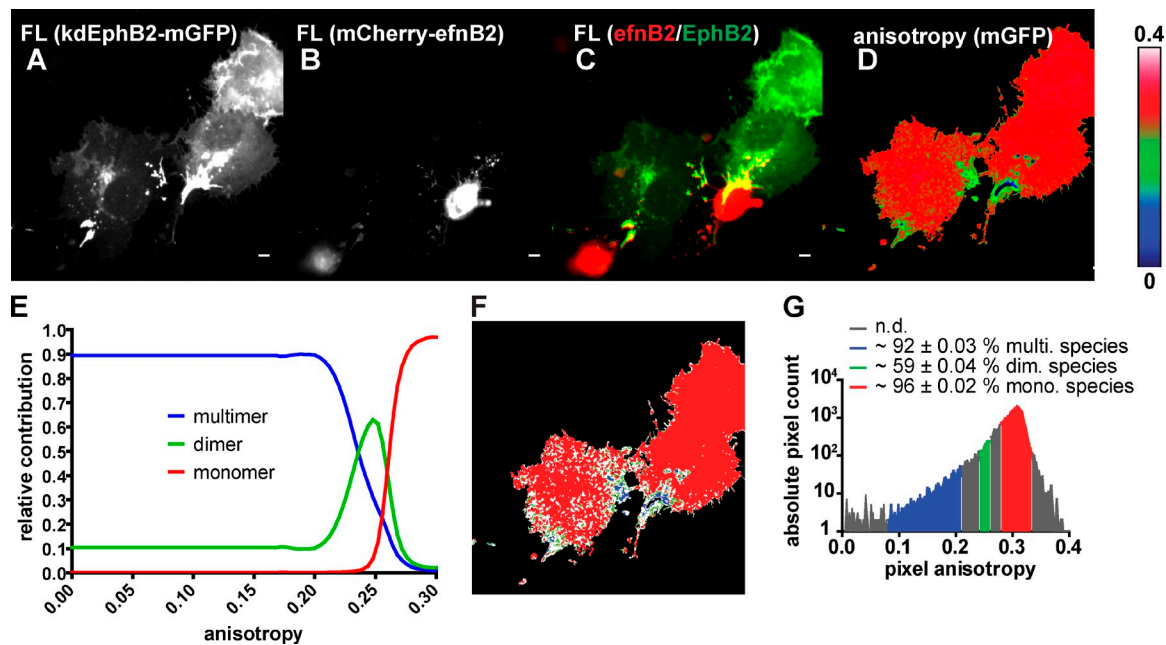 FL (kdEphB2-mGFP)
A
FL (mCherry-efnB2)
B
FL (efnB2/EphB2)
C
anisotropy (mGFP)
D
0.4
0
E
relative contribution
1.0
0.9
0.8
0.7
0.6
0.5
0.4
0.3
0.2
0.1
0.0
multimer
dimer
monomer
0.00
0.05
0.10
0.15
0.20
0.25
0.30
anisotropy
F
G
n.d.
~ 92 ± 0.03 % multi. species
~ 59 ± 0.04 % dim. species
~ 96 ± 0.02 % mono. species
absolute pixel count
10⁴
10³
10²
10
1
0.0
0.1
0.2
0.3
0.4
pixel anisotropy